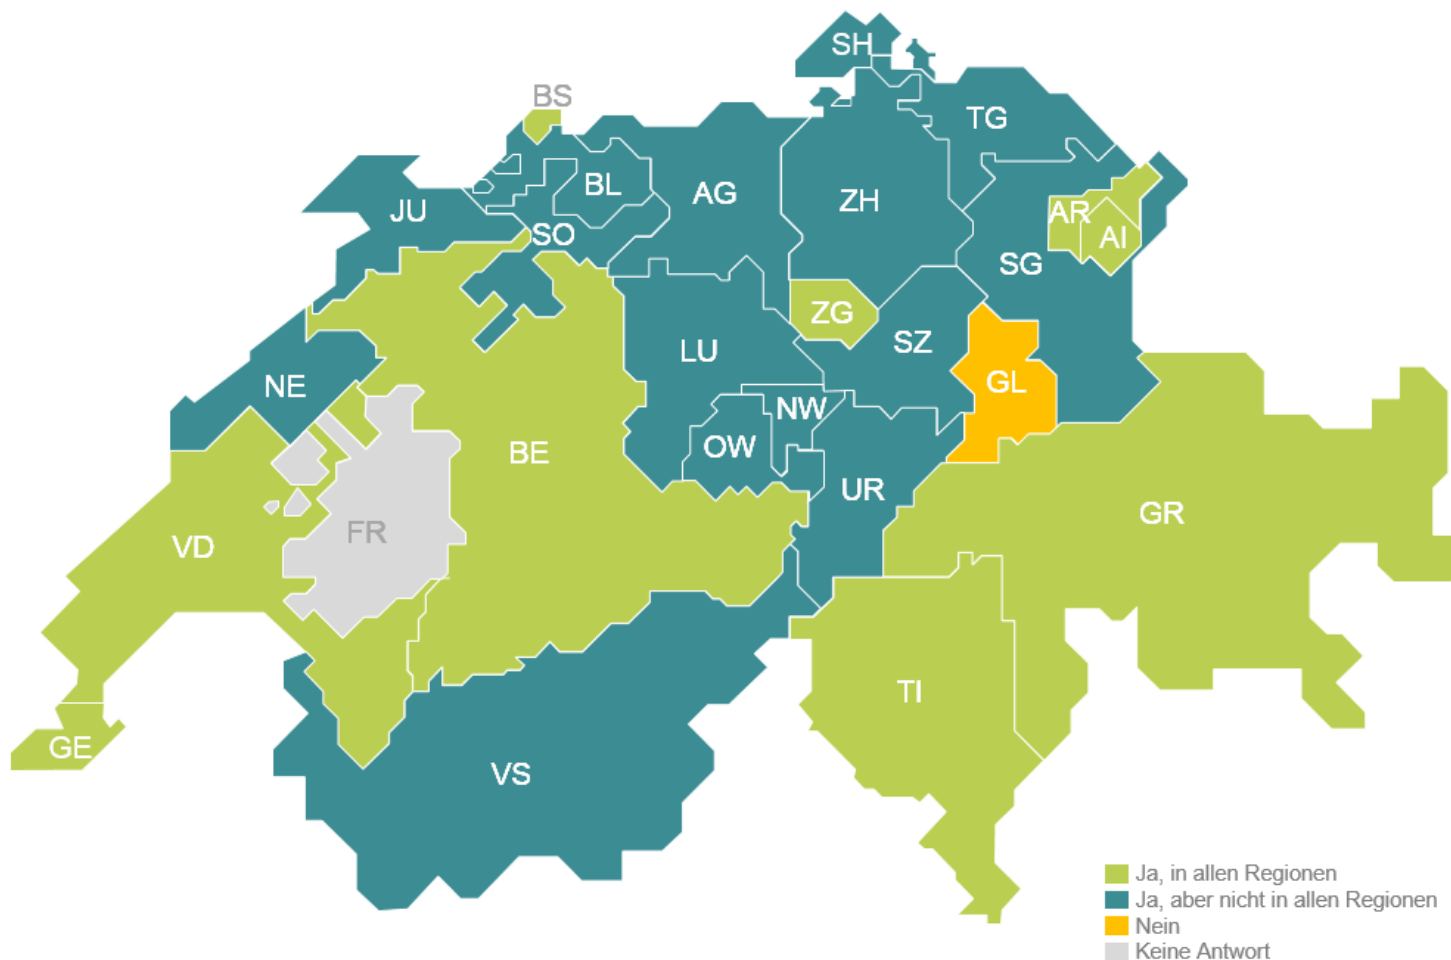 SH
BS
TG
BL
AG
ZH
JU
AR
SO
AI
SG
ZG
SZ
LU
GL
NE
NW
OW
BE
UR
GR
FR
VD
TI
GE
VS
Ja, in allen Regionen
Ja, aber nicht in allen Regionen
Nein
Keine Antwort